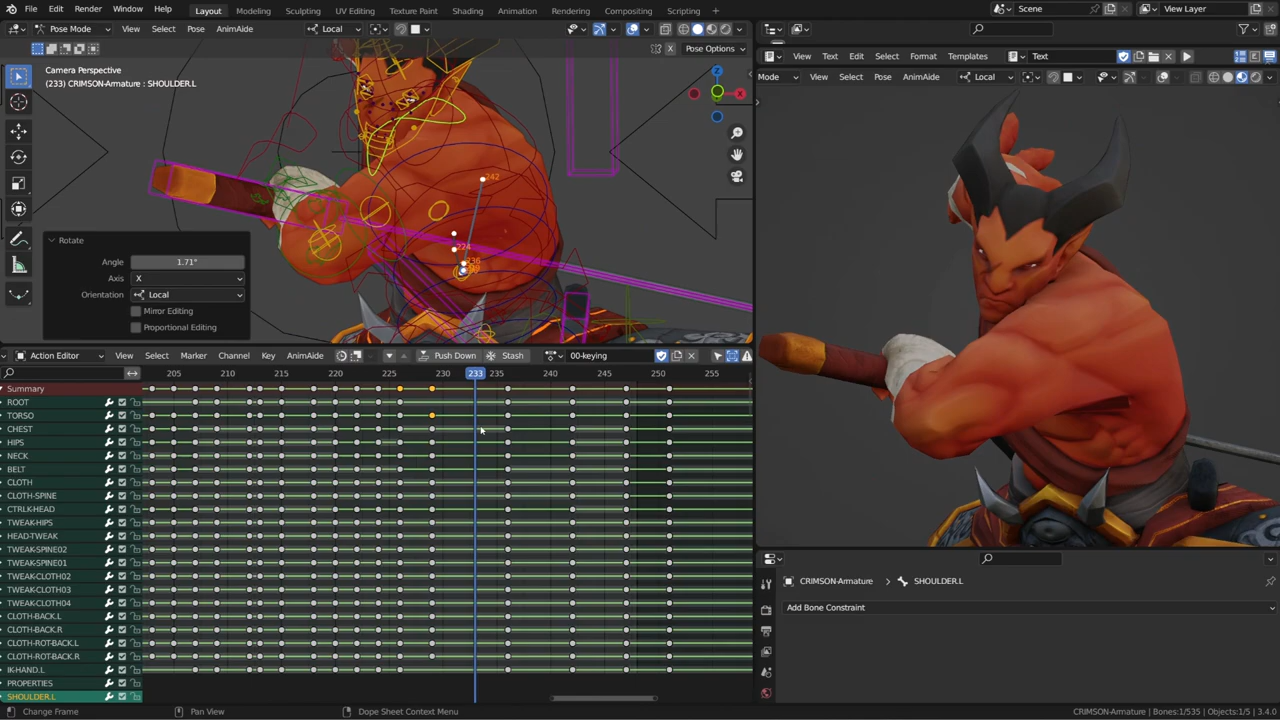 File Edit Render Window Help Layout Modeling Sculpting UV Editing Texture Paint Shading Animation Rendering Compositing Scripting Scene View Layer
Pose Mode View Select Pose AnimAide Local
X Pose Options
Camera Perspective
(233) CRIMSON-Armature : SHOULDER.L
Z
X
Text View Text Edit Select Format Templates Text
Mode View Select Pose AnimAide Local
242
224
236
Rotate
Angle 1.71°
Axis X
Orientation Local
Mirror Editing
Proportional Editing
Action Editor View Select Marker Channel Key AnimAide Push Down Stash 00-keying
205 210 215 220 225 230 233 235 240 245 250 255
Summary
ROOT
TORSO
CHEST
HIPS
NECK
BELT
CLOTH
CLOTH-SPINE
CTRLK-HEAD
TWEAK-HIPS
HEAD-TWEAK
TWEAK-SPINE02
TWEAK-SPINE01
TWEAK-CLOTH02
TWEAK-CLOTH03
TWEAK-CLOTH04
CLOTH-BACK.L
CLOTH-BACK.R
CLOTH-ROT-BACK.L
CLOTH-ROT-BACK.R
IK-HAND.L
PROPERTIES
SHOULDER.L
CRIMSON-Armature SHOULDER.L
Add Bone Constraint
Change Frame Pan View Dope Sheet Context Menu CRIMSON-Armature | Bones:1/535 | Objects:1/5 | 3.4.0